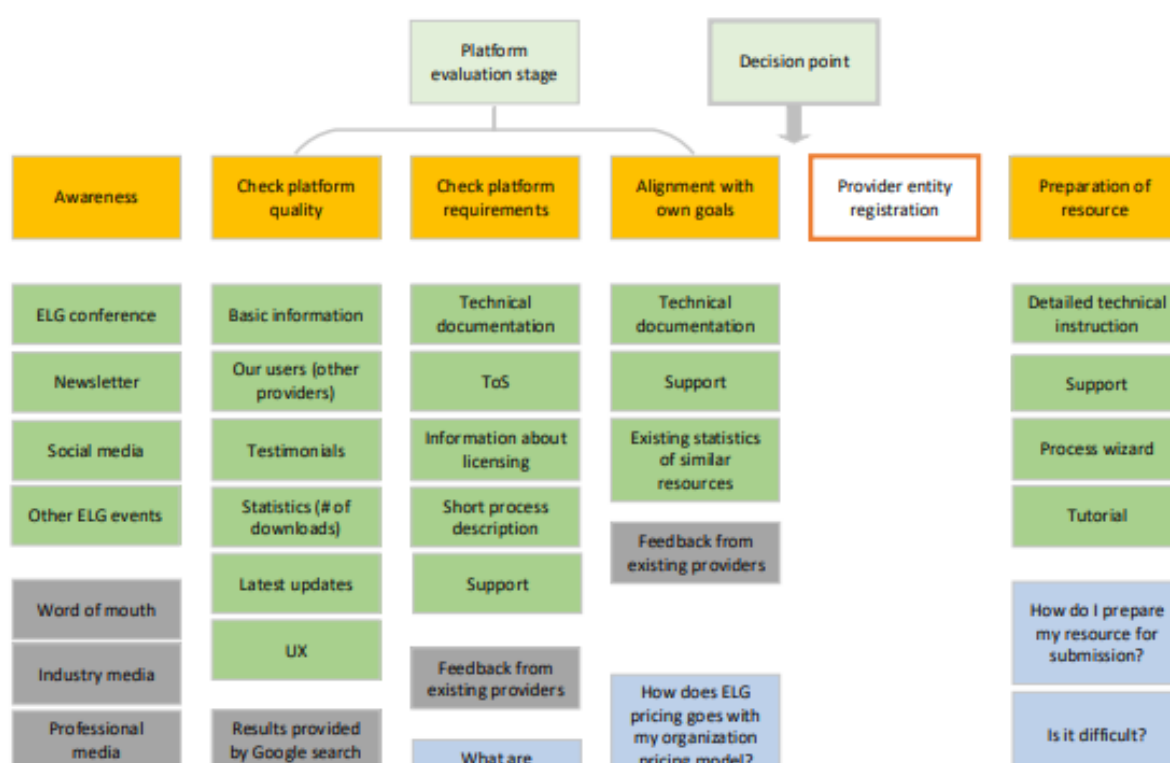 Platform
evaluation stage
Decision point
Awareness
Check platform
quality
Check platform
requirements
Alignment with
own goals
Provider entity
registration
Preparation of
resource
ELG conference
Newsletter
Social media
Other ELG events
Word of mouth
Industry media
Professional
media
Basic information
Our users (other
providers)
Testimonials
Statistics (# of
downloads)
Latest updates
UX
Results provided
by Google search
Technical
documentation
ToS
Information about
licensing
Short process
description
Support
Feedback from
existing providers
What are
Technical
documentation
Support
Existing statistics
of similar
resources
Feedback from
existing providers
How does ELG
pricing goes with
my organization
pricing model?
Detailed technical
instruction
Support
Process wizard
Tutorial
How do I prepare
my resource for
submission?
Is it difficult?